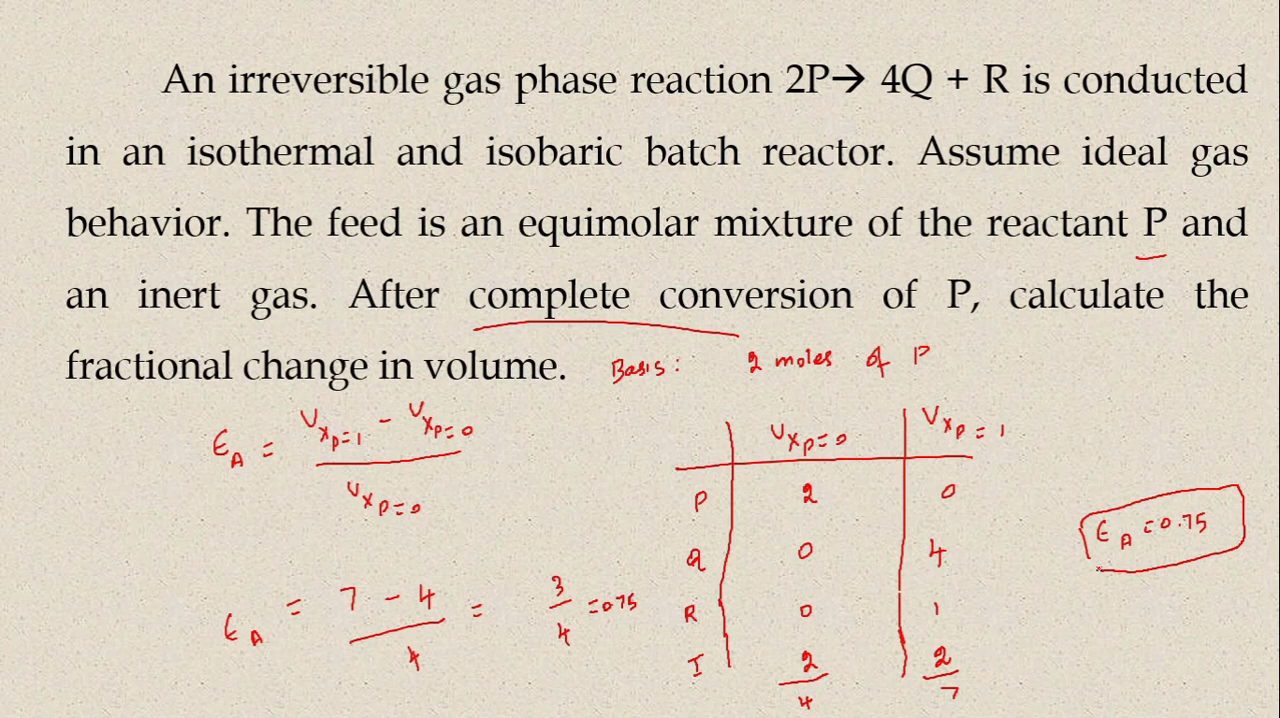 An irreversible gas phase reaction 2P→ 4Q + R is conducted
in an isothermal and isobaric batch reactor. Assume ideal gas
behavior. The feed is an equimolar mixture of the reactant P and
an inert gas. After complete conversion of P, calculate the
fractional change in volume.
Basis: 2 moles of P
ϵ_A = (V_{X_P=1} - V_{X_P=0}) / V_{X_P=0}
V_{X_P=0} V_{X_P=1}
P 2 0
Q 0 4
R 0 1
I 2 2
4 7
ϵ_A = (7 - 4) / 4 = 3/4 = 0.75
ϵ_A = 0.75